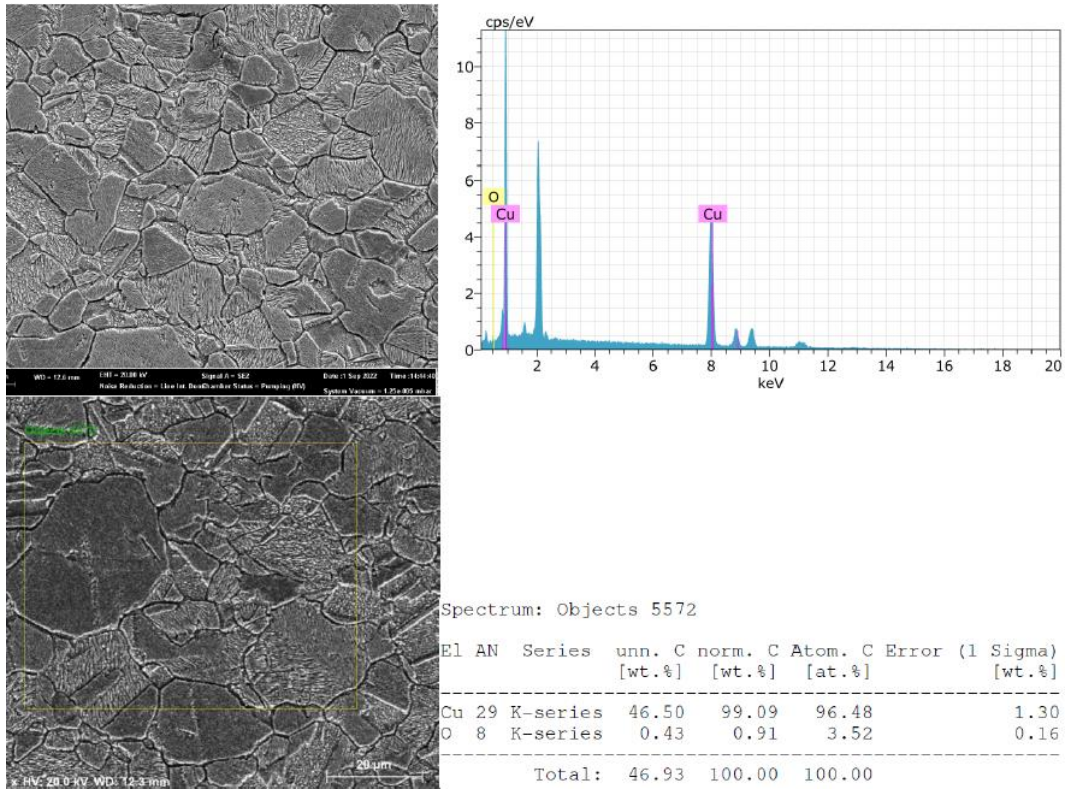 WD = 12.6 mm
EHT = 20.00 kV
Signal A = SE2
Date :1 Sep 2022
Noise Reduction = Line Int. Done
Chamber Status = Pumping (HV)
System Vacuum =
cps/eV
10
8
6
4
2
0
O
Cu
Cu
2 4 6 8 10 12 14 16 18 20
keV
HV: 20.0 kV WD: 12.3 mm
20 µm
Spectrum: Objects 5572
El AN Series unn. C norm. C Atom. C Error (1 Sigma)
[wt.%] [wt.%] [at.%] [wt.%]
Cu 29 K-series 46.50 99.09 96.48 1.30
O 8 K-series 0.43 0.91 3.52 0.16
Total: 46.93 100.00 100.00